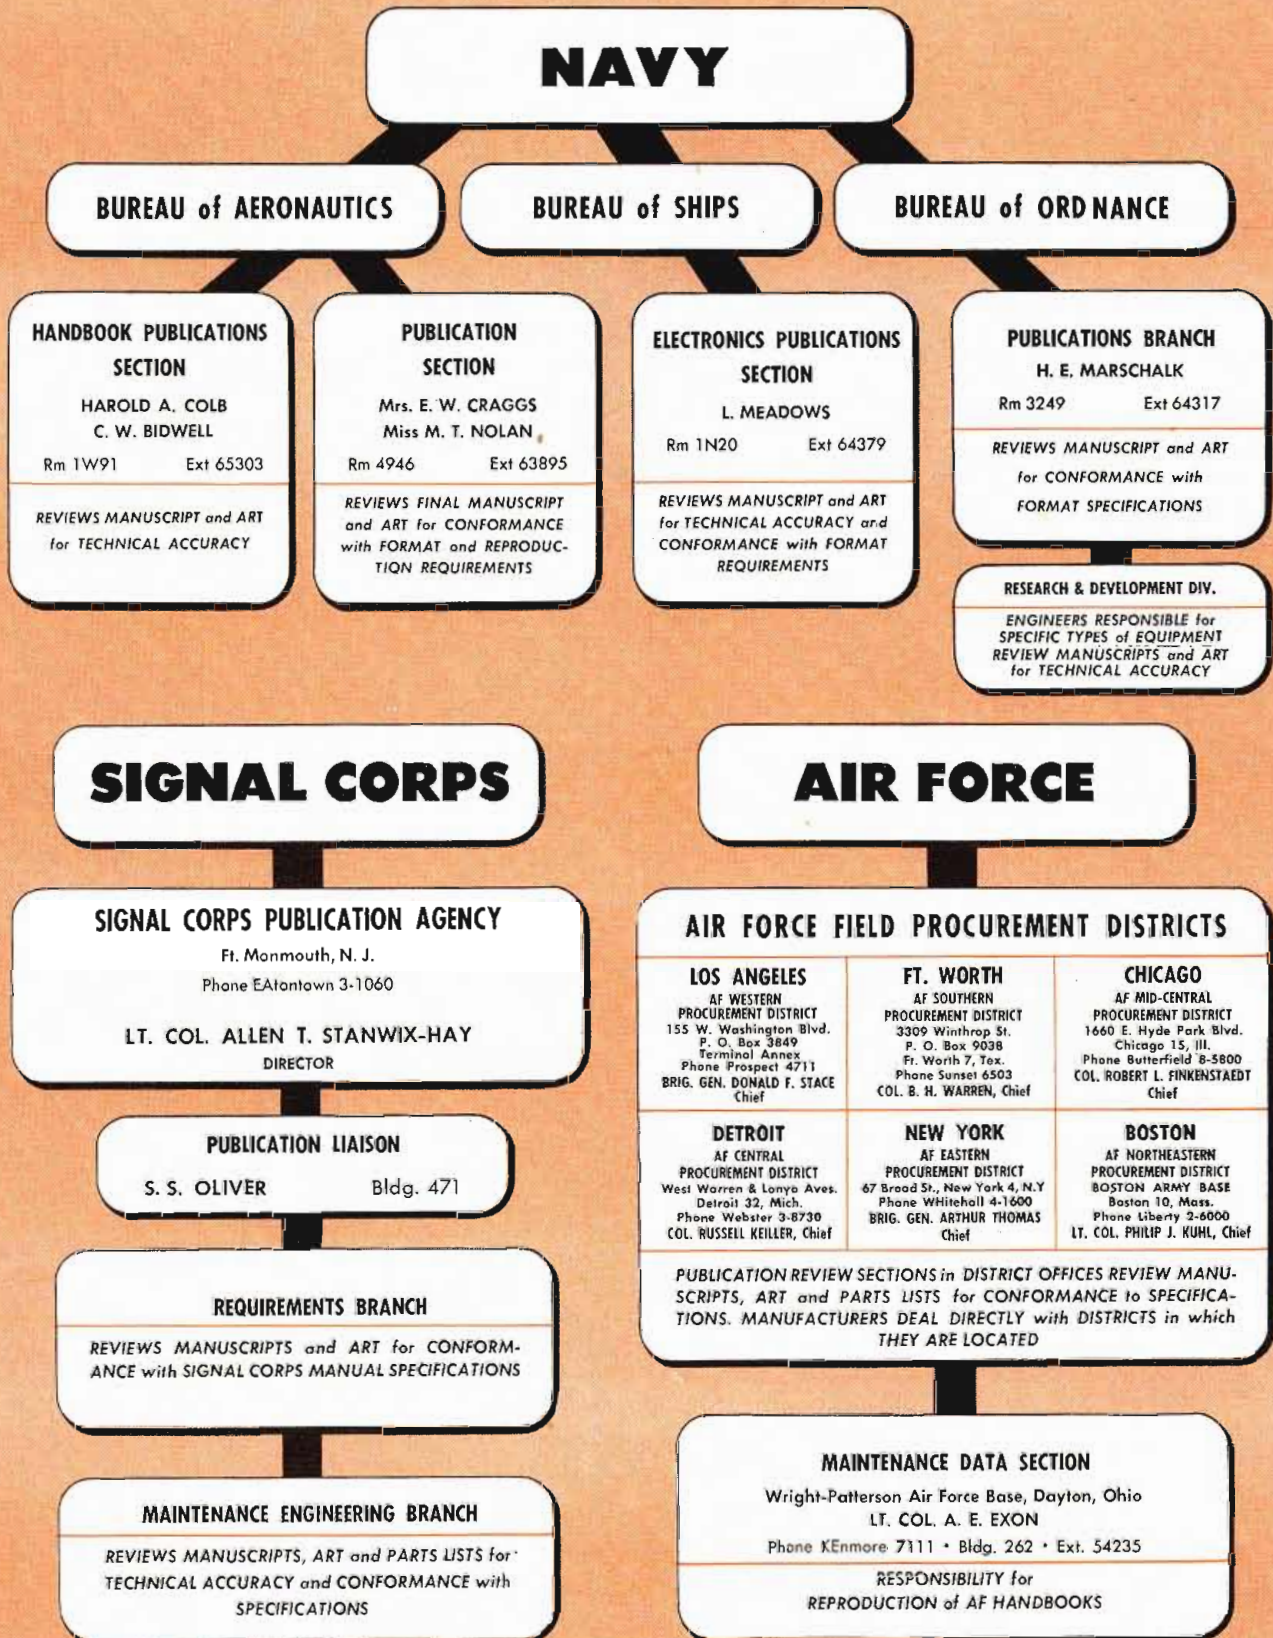 NAVY
BUREAU of AERONAUTICS
BUREAU of SHIPS
BUREAU of ORDNANCE
HANDBOOK PUBLICATIONS
SECTION
HAROLD A. COLB
C. W. BIDWELL
Rm 1W91 Ext 65303
REVIEWS MANUSCRIPT and ART
for TECHNICAL ACCURACY
PUBLICATION
SECTION
Mrs. E. W. CRAGGS
Miss M. T. NOLAN
Rm 4946 Ext 63895
REVIEWS FINAL MANUSCRIPT
and ART for CONFORMANCE
with FORMAT and REPRODUC-
TION REQUIREMENTS
ELECTRONICS PUBLICATIONS
SECTION
L. MEADOWS
Rm 1N20 Ext 64379
REVIEWS MANUSCRIPT and ART
for TECHNICAL ACCURACY and
CONFORMANCE with FORMAT
REQUIREMENTS
PUBLICATIONS BRANCH
H. E. MARSCHALK
Rm 3249 Ext 64317
REVIEWS MANUSCRIPT and ART
for CONFORMANCE with
FORMAT SPECIFICATIONS
RESEARCH & DEVELOPMENT DIV.
ENGINEERS RESPONSIBLE for
SPECIFIC TYPES of EQUIPMENT
REVIEW MANUSCRIPTS and ART
for TECHNICAL ACCURACY
SIGNAL CORPS
SIGNAL CORPS PUBLICATION AGENCY
Ft. Monmouth, N. J.
Phone EAtontown 3-1060
LT. COL. ALLEN T. STANWIX-HAY
DIRECTOR
PUBLICATION LIAISON
S. S. OLIVER Bldg. 471
REQUIREMENTS BRANCH
REVIEWS MANUSCRIPTS and ART for CONFORM-
ANCE with SIGNAL CORPS MANUAL SPECIFICATIONS
MAINTENANCE ENGINEERING BRANCH
REVIEWS MANUSCRIPTS, ART and PARTS LISTS for
TECHNICAL ACCURACY and CONFORMANCE with
SPECIFICATIONS
AIR FORCE
AIR FORCE FIELD PROCUREMENT DISTRICTS
LOS ANGELES
AF WESTERN
PROCUREMENT DISTRICT
155 W. Washington Blvd.
P. O. Box 3849
Terminal Annex
Phone Prospect 4711
BRIG. GEN. DONALD F. STACE
Chief
FT. WORTH
AF SOUTHERN
PROCUREMENT DISTRICT
3309 Winthrop St.
P. O. Box 9038
Ft. Worth 7, Tex.
Phone Sunset 6503
COL. B. H. WARREN, Chief
CHICAGO
AF MID-CENTRAL
PROCUREMENT DISTRICT
1660 E. Hyde Park Blvd.
Chicago 15, Ill.
Phone Butterfield 8-5800
COL. ROBERT L. FINKENSTAEDT
Chief
DETROIT
AF CENTRAL
PROCUREMENT DISTRICT
West Warren & Lonyo Aves.
Detroit 32, Mich.
Phone Webster 3-8730
COL. RUSSELL KEILLER, Chief
NEW YORK
AF EASTERN
PROCUREMENT DISTRICT
67 Broad St., New York 4, N.Y
Phone WHitehall 4-1600
BRIG. GEN. ARTHUR THOMAS
Chief
BOSTON
AF NORTHEASTERN
PROCUREMENT DISTRICT
BOSTON ARMY BASE
Boston 10, Mass.
Phone Liberty 2-6000
LT. COL. PHILIP J. KUHL, Chief
PUBLICATION REVIEW SECTIONS in DISTRICT OFFICES REVIEW MANU-
SCRIPTS, ART and PARTS LISTS for CONFORMANCE to SPECIFICA-
TIONS. MANUFACTURERS DEAL DIRECTLY with DISTRICTS in which
THEY ARE LOCATED
MAINTENANCE DATA SECTION
Wright-Patterson Air Force Base, Dayton, Ohio
LT. COL. A. E. EXON
Phone KEnmore 7111 • Bldg. 262 • Ext. 54235
RESPONSIBILITY for
REPRODUCTION of AF HANDBOOKS